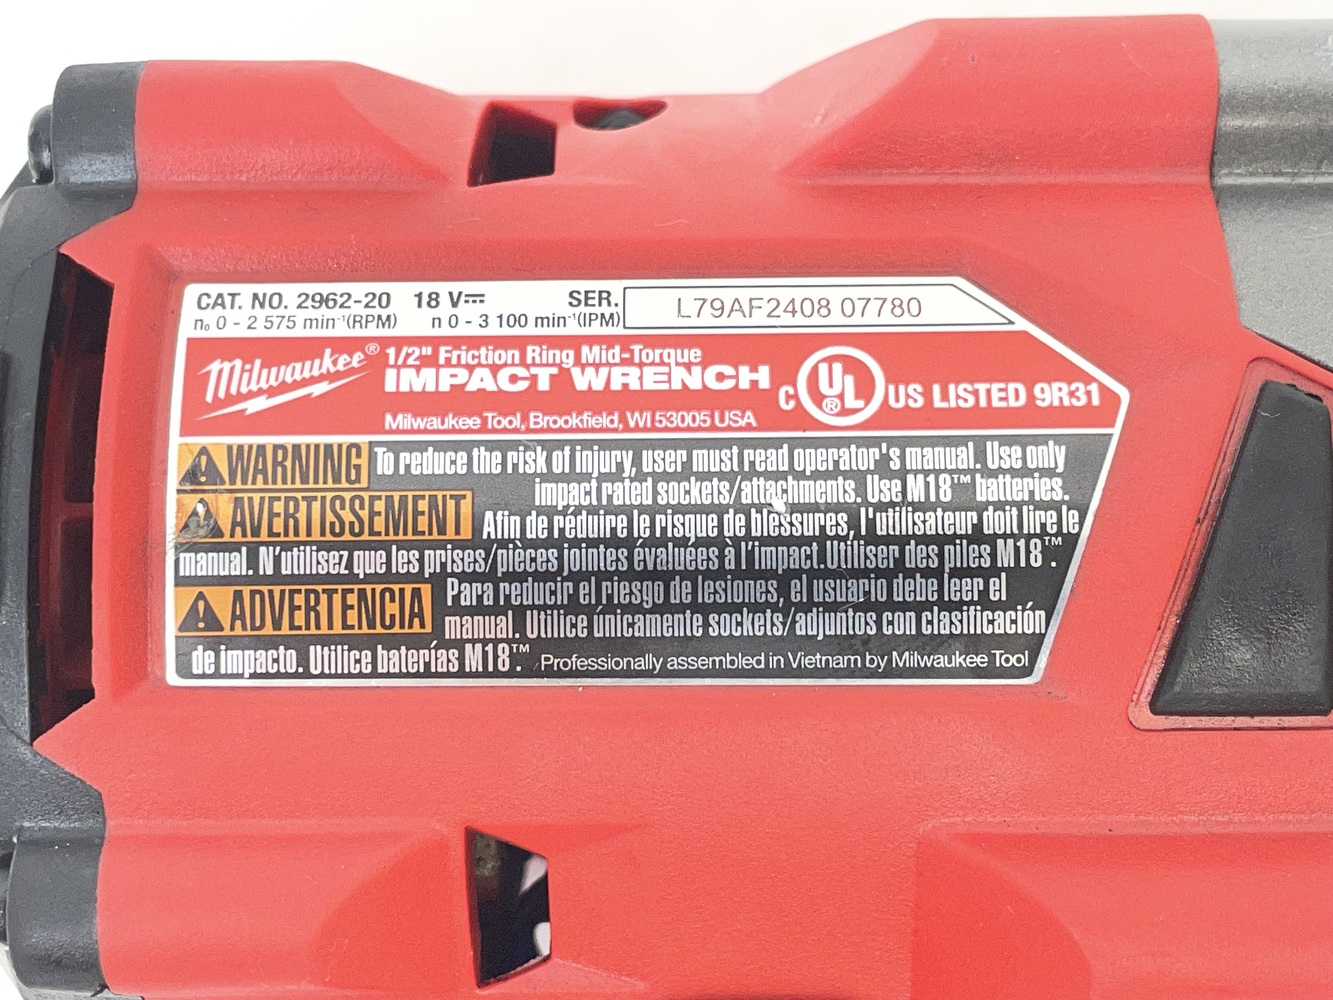 CAT. NO. 2962-20 18 V⎓ SER. L79AF2408 07780
n₀ 0 - 2 575 min⁻¹(RPM) n 0 - 3 100 min⁻¹(IPM)
Milwaukee® 1/2" Friction Ring Mid-Torque
IMPACT WRENCH
Milwaukee Tool, Brookfield, WI 53005 USA
C UL® US LISTED 9R31
WARNING To reduce the risk of injury, user must read operator's manual. Use only
impact rated sockets/attachments. Use M18™ batteries.
AVERTISSEMENT Afin de réduire le risque de blessures, l'utilisateur doit lire le
manual. N'utilisez que les prises/pièces jointes évaluées à l'impact.Utiliser des piles M18™.
ADVERTENCIA Para reducir el riesgo de lesiones, el usuario debe leer el
manual. Utilice únicamente sockets/adjuntos con clasificación
de impacto. Utilice baterías M18™. Professionally assembled in Vietnam by Milwaukee Tool